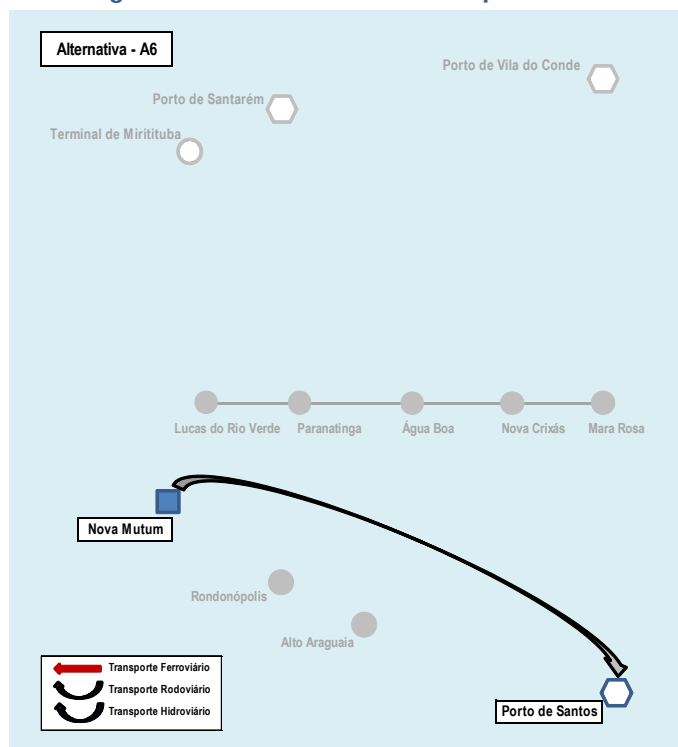 Alternativa - A6
Porto de Vila do Conde
Porto de Santarém
Terminal de Miritituba
Lucas do Rio Verde
Paranatinga
Água Boa
Nova Crixás
Mara Rosa
Nova Mutum
Rondonópolis
Alto Araguaia
Transporte Ferroviário
Transporte Rodoviário
Transporte Hidroviário
Porto de Santos